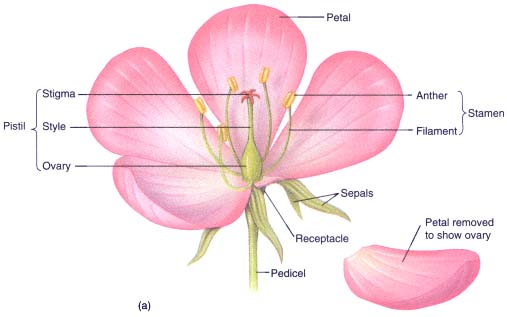 Petal
Stigma
Anther
Pistil
Style
Stamen
Filament
Ovary
Sepals
Petal removed
to show ovary
Receptacle
Pedicel
(a)